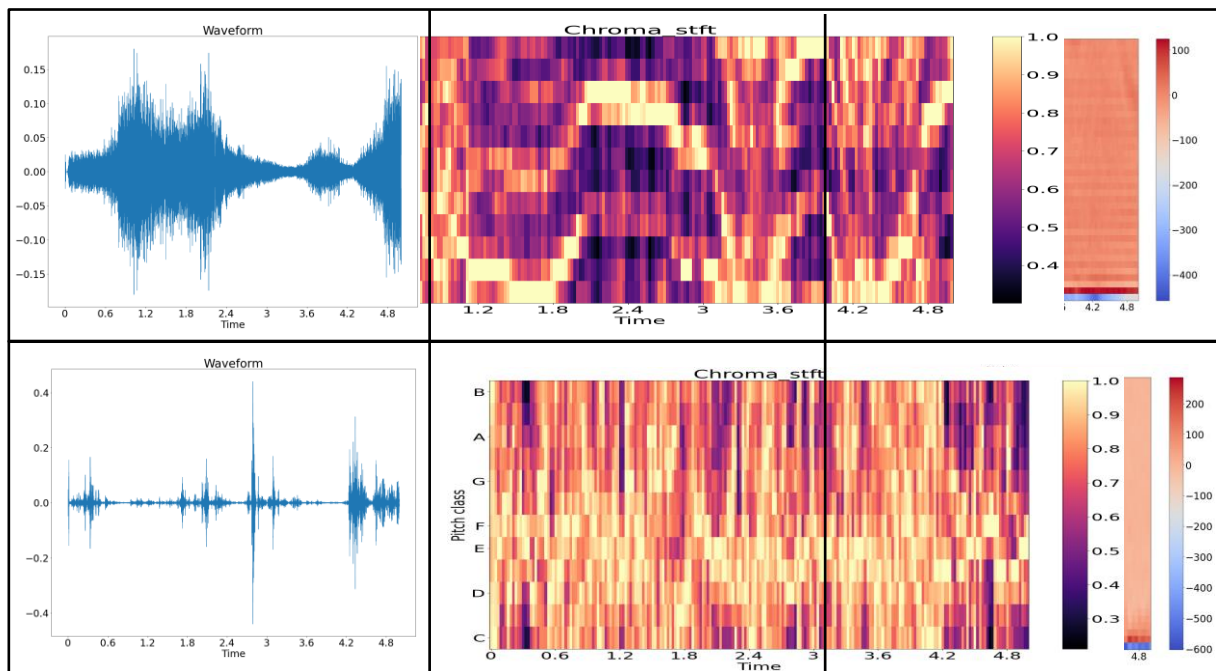 Waveform
0.15
0.10
0.05
0.00
−0.05
−0.10
−0.15
0 0.6 1.2 1.8 2.4 3 3.6 4.2 4.8
Time
Chroma_stft
1.2 1.8 2.4 3 3.6 4.2 4.8
Time
1.0
0.9
0.8
0.7
0.6
0.5
0.4
4.2 4.8
100
0
−100
−200
−300
−400
Waveform
0.4
0.2
0.0
−0.2
−0.4
0 0.6 1.2 1.8 2.4 3 3.6 4.2 4.8
Time
Chroma_stft
Pitch class
B
A
G
F
E
D
C
0 0.6 1.2 1.8 2.4 3 3.6 4.2 4.8
Time
1.0
0.9
0.8
0.7
0.6
0.5
0.4
0.3
4.8
200
100
0
−100
−200
−300
−400
−500
−600